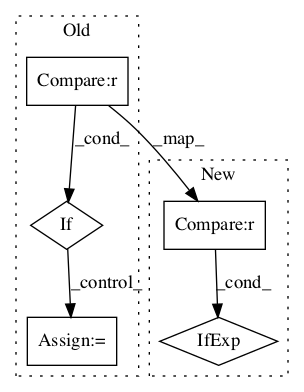 Old
Compare:r
_cond_
_map_
New
If
Compare:r
_control_
_cond_
Assign:=
IfExp